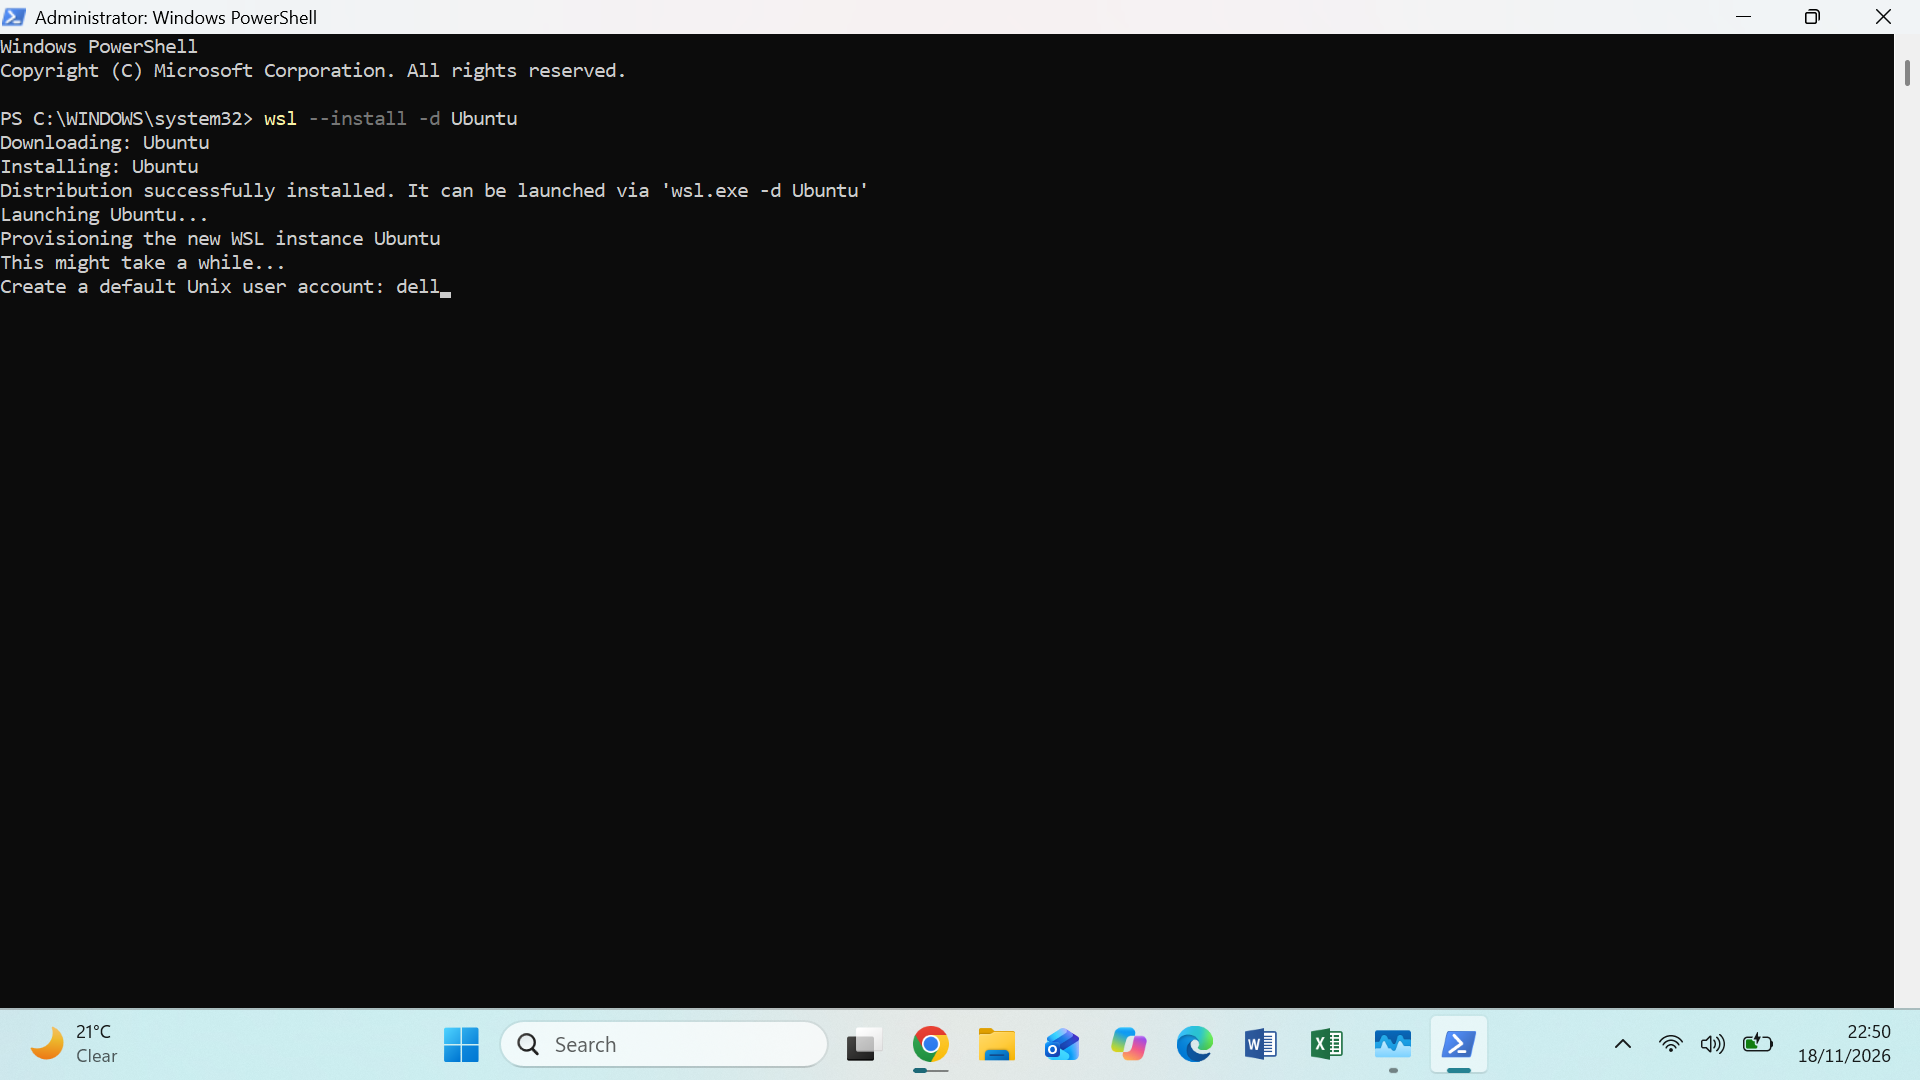 Administrator: Windows PowerShell
Windows PowerShell
Copyright (C) Microsoft Corporation. All rights reserved.
PS C:\WINDOWS\system32> wsl --install -d Ubuntu
Downloading: Ubuntu
Installing: Ubuntu
Distribution successfully installed. It can be launched via 'wsl.exe -d Ubuntu'
Launching Ubuntu...
Provisioning the new WSL instance Ubuntu
This might take a while...
Create a default Unix user account: dell
21°C
Clear
Search
22:50
18/11/2026